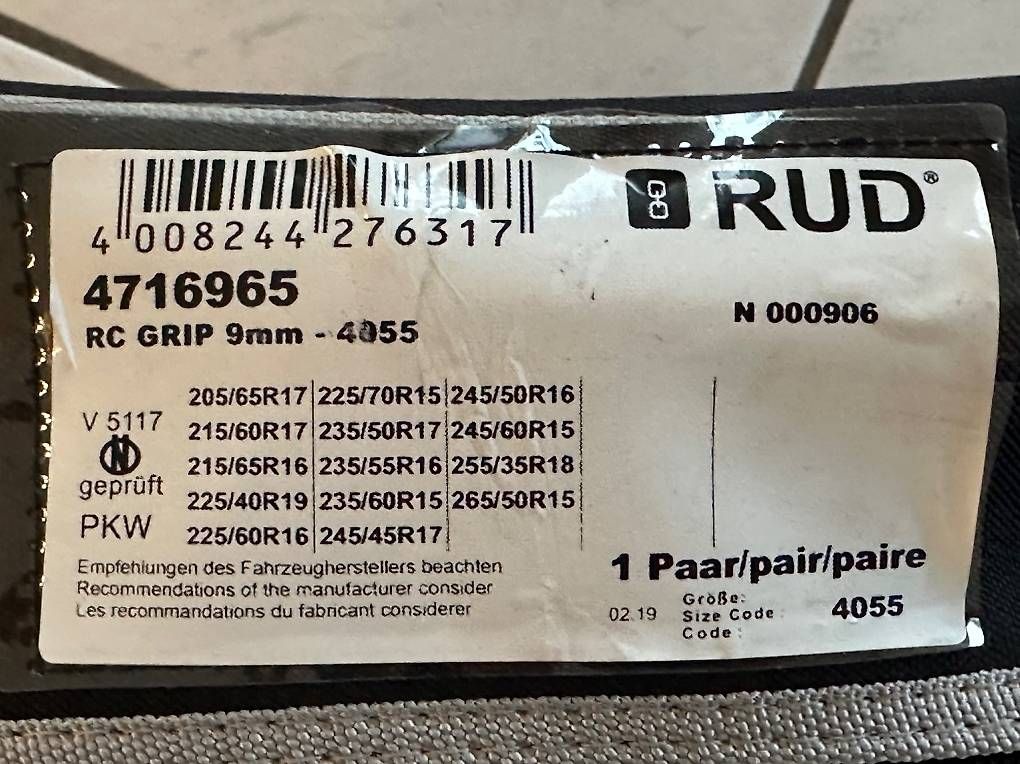 RUD®
4 008244 276317
4716965
N 000906
RC GRIP 9mm - 4055
205/65R17 225/70R15 245/50R16
V 5117 215/60R17 235/50R17 245/60R15
215/65R16 235/55R16 255/35R18
geprüft 225/40R19 235/60R15 265/50R15
PKW 225/60R16 245/45R17
Empfehlungen des Fahrzeugherstellers beachten
Recommendations of the manufacturer consider
Les recommandations du fabricant considerer
1 Paar/pair/paire
Größe:
02.19 Size Code 4055
Code :